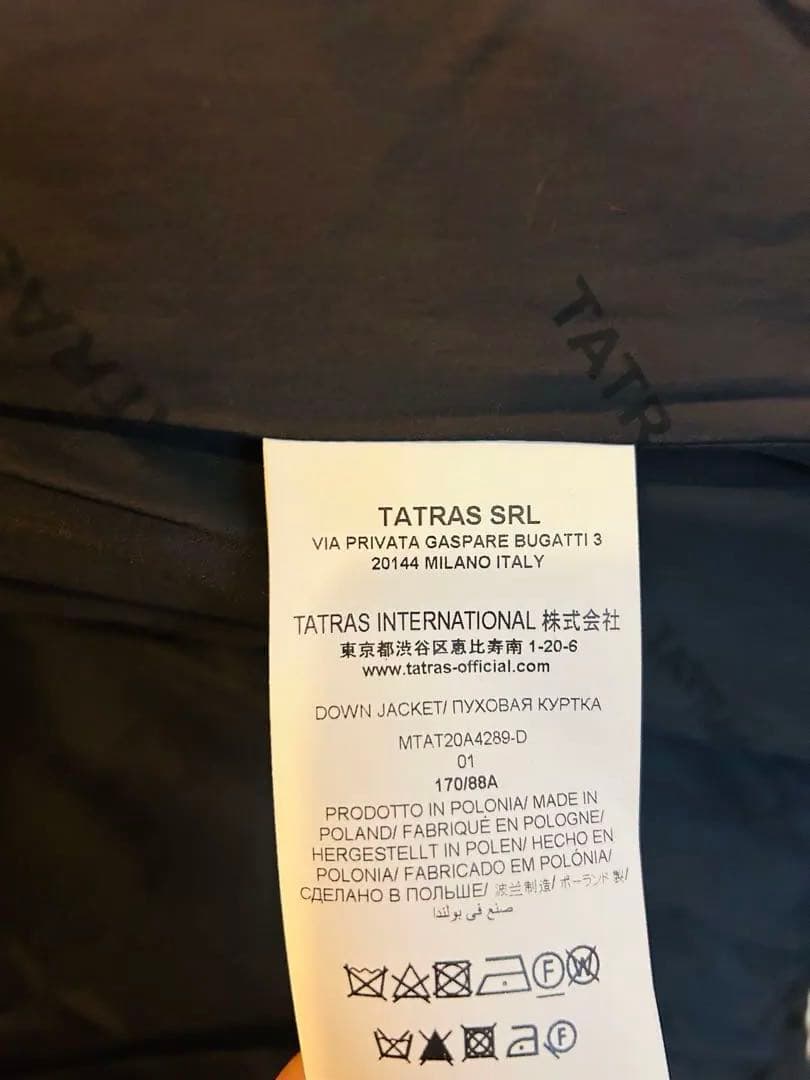 TATR
TATRAS SRL
VIA PRIVATA GASPARE BUGATTI 3
20144 MILANO ITALY
TATRAS INTERNATIONAL 株式会社
東京都渋谷区恵比寿南 1-20-6
www.tatras-official.com
DOWN JACKET/ ПУХОВАЯ КУРТКА
MTAT20A4289-D
01
170/88A
PRODOTTO IN POLONIA/ MADE IN
POLAND/ FABRIQUÉ EN POLOGNE/
HERGESTELLT IN POLEN/ HECHO EN
POLONIA/ FABRICADO EM POLÓNIA/
СДЕЛАНО В ПОЛЬШЕ/ 波兰制造/ ポーランド 製/
صنع في بولندا
F W
F